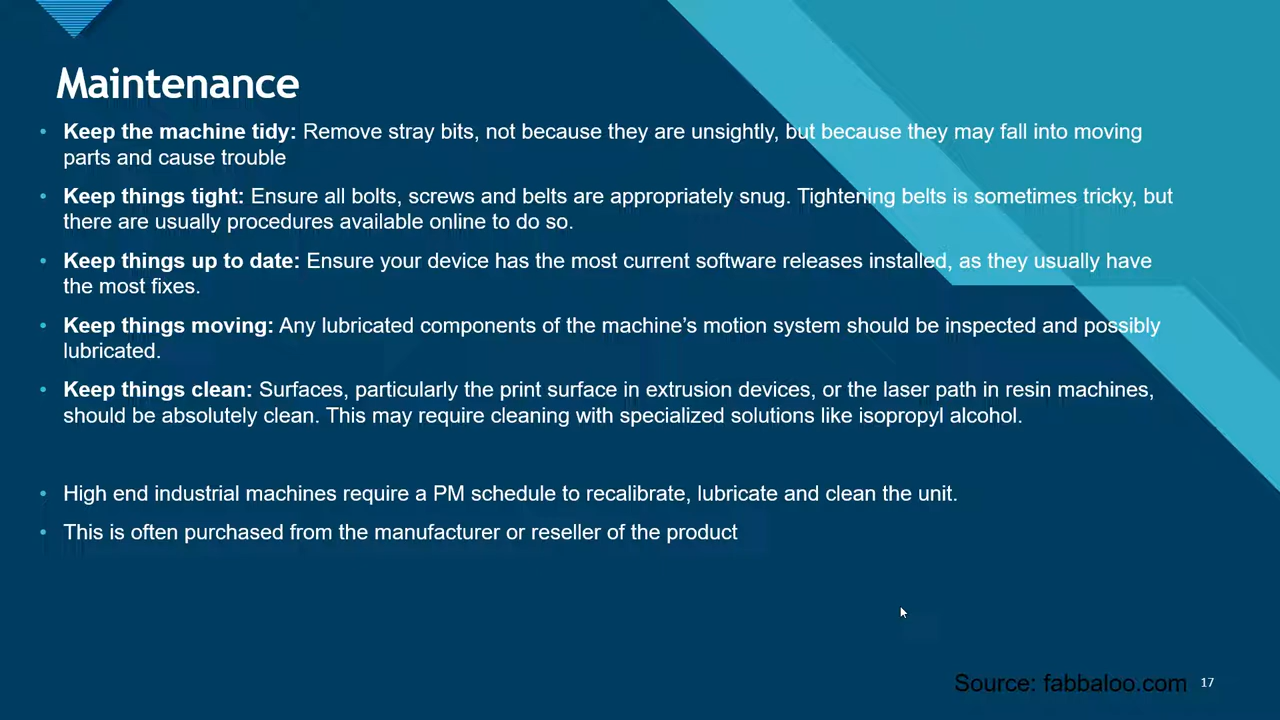 Maintenance
• Keep the machine tidy: Remove stray bits, not because they are unsightly, but because they may fall into moving
parts and cause trouble
• Keep things tight: Ensure all bolts, screws and belts are appropriately snug. Tightening belts is sometimes tricky, but
there are usually procedures available online to do so.
• Keep things up to date: Ensure your device has the most current software releases installed, as they usually have
the most fixes.
• Keep things moving: Any lubricated components of the machine’s motion system should be inspected and possibly
lubricated.
• Keep things clean: Surfaces, particularly the print surface in extrusion devices, or the laser path in resin machines,
should be absolutely clean. This may require cleaning with specialized solutions like isopropyl alcohol.
• High end industrial machines require a PM schedule to recalibrate, lubricate and clean the unit.
• This is often purchased from the manufacturer or reseller of the product
Source: fabbaloo.com 17